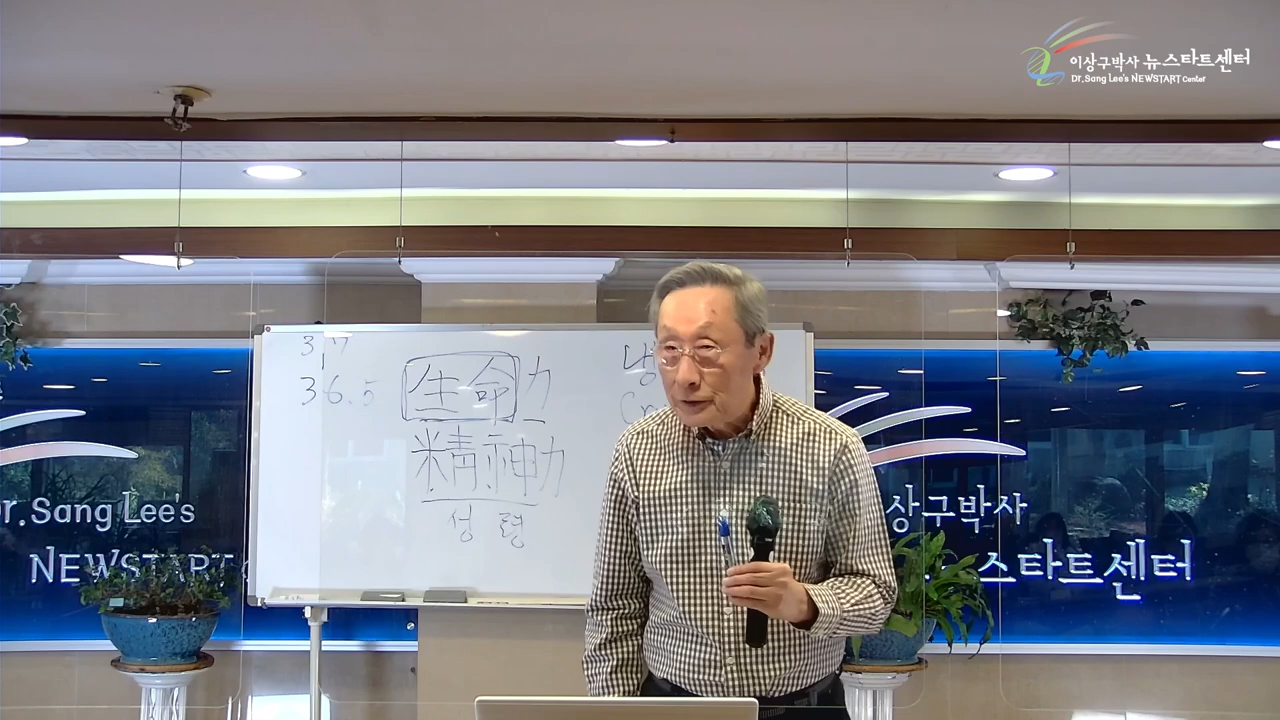 이상구박사 뉴스타트센터
Dr.Sang Lee's NEWSTART Center
37
36.5
生命力
精神力
성령
낭
r.Sang Lee's
NEWSTART
상구박사
스타트센터